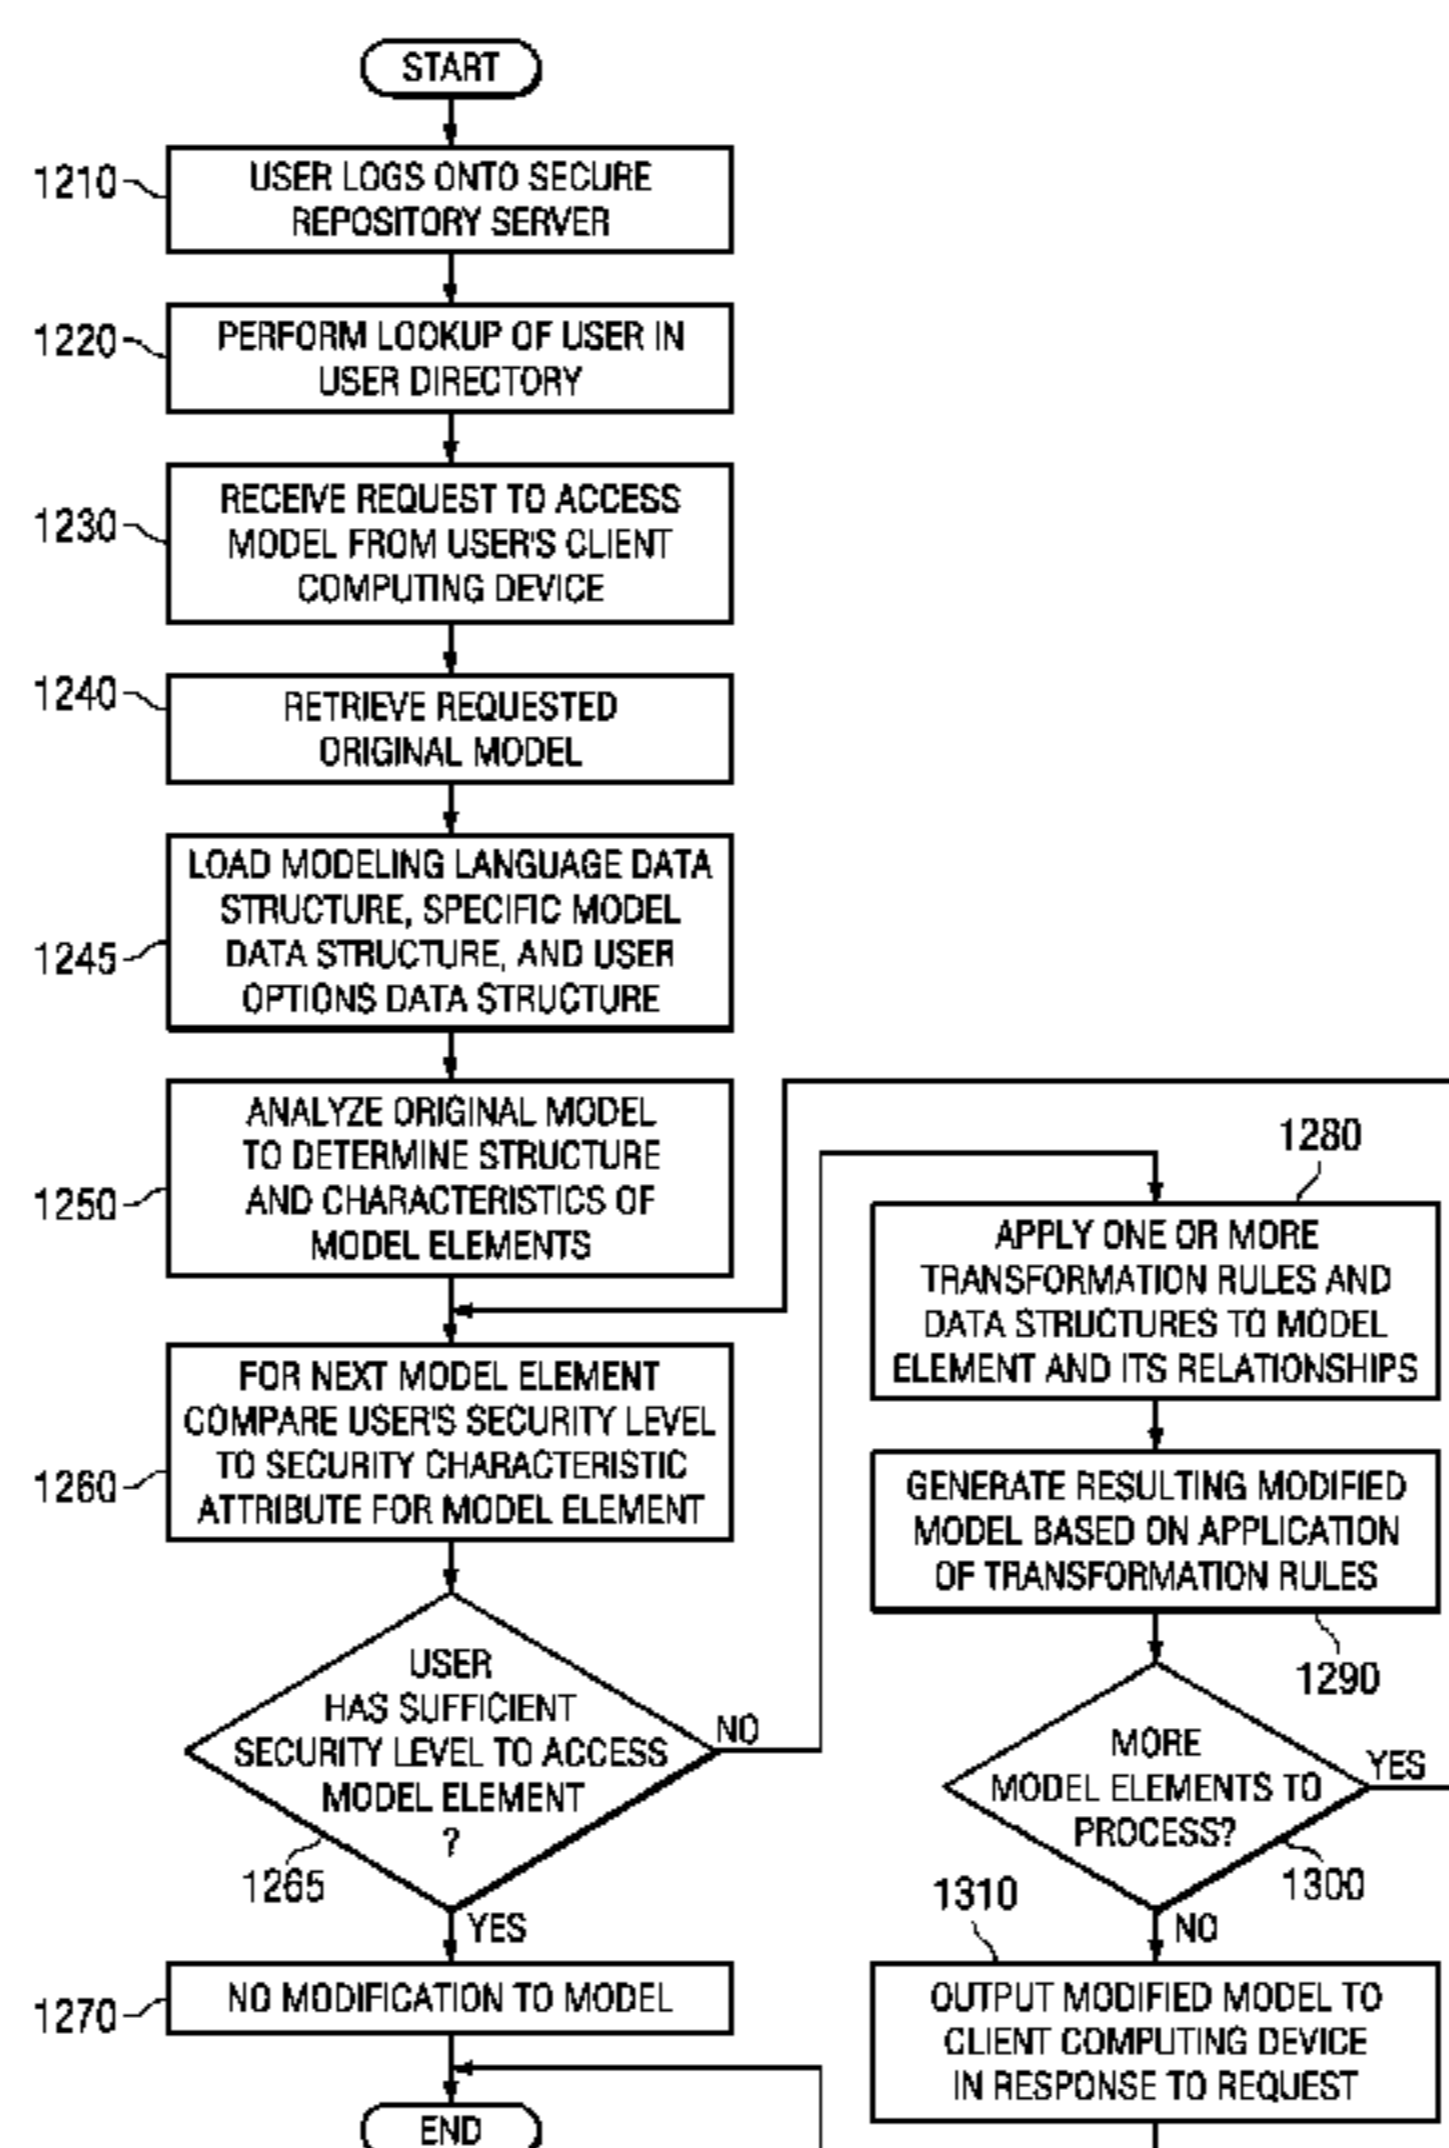 START
1210
USER LOGS ONTO SECURE
REPOSITORY SERVER
1220
PERFORM LOOKUP OF USER IN
USER DIRECTORY
1230
RECEIVE REQUEST TO ACCESS
MODEL FROM USER'S CLIENT
COMPUTING DEVICE
1240
RETRIEVE REQUESTED
ORIGINAL MODEL
1245
LOAD MODELING LANGUAGE DATA
STRUCTURE, SPECIFIC MODEL
DATA STRUCTURE, AND USER
OPTIONS DATA STRUCTURE
1250
ANALYZE ORIGINAL MODEL
TO DETERMINE STRUCTURE
AND CHARACTERISTICS OF
MODEL ELEMENTS
1260
FOR NEXT MODEL ELEMENT
COMPARE USER'S SECURITY LEVEL
TO SECURITY CHARACTERISTIC
ATTRIBUTE FOR MODEL ELEMENT
USER
HAS SUFFICIENT
SECURITY LEVEL TO ACCESS
MODEL ELEMENT
?
1265
NO
YES
1270
NO MODIFICATION TO MODEL
END
1280
APPLY ONE OR MORE
TRANSFORMATION RULES AND
DATA STRUCTURES TO MODEL
ELEMENT AND ITS RELATIONSHIPS
GENERATE RESULTING MODIFIED
MODEL BASED ON APPLICATION
OF TRANSFORMATION RULES
1290
MORE
MODEL ELEMENTS TO
PROCESS?
YES
1300
NO
1310
OUTPUT MODIFIED MODEL TO
CLIENT COMPUTING DEVICE
IN RESPONSE TO REQUEST